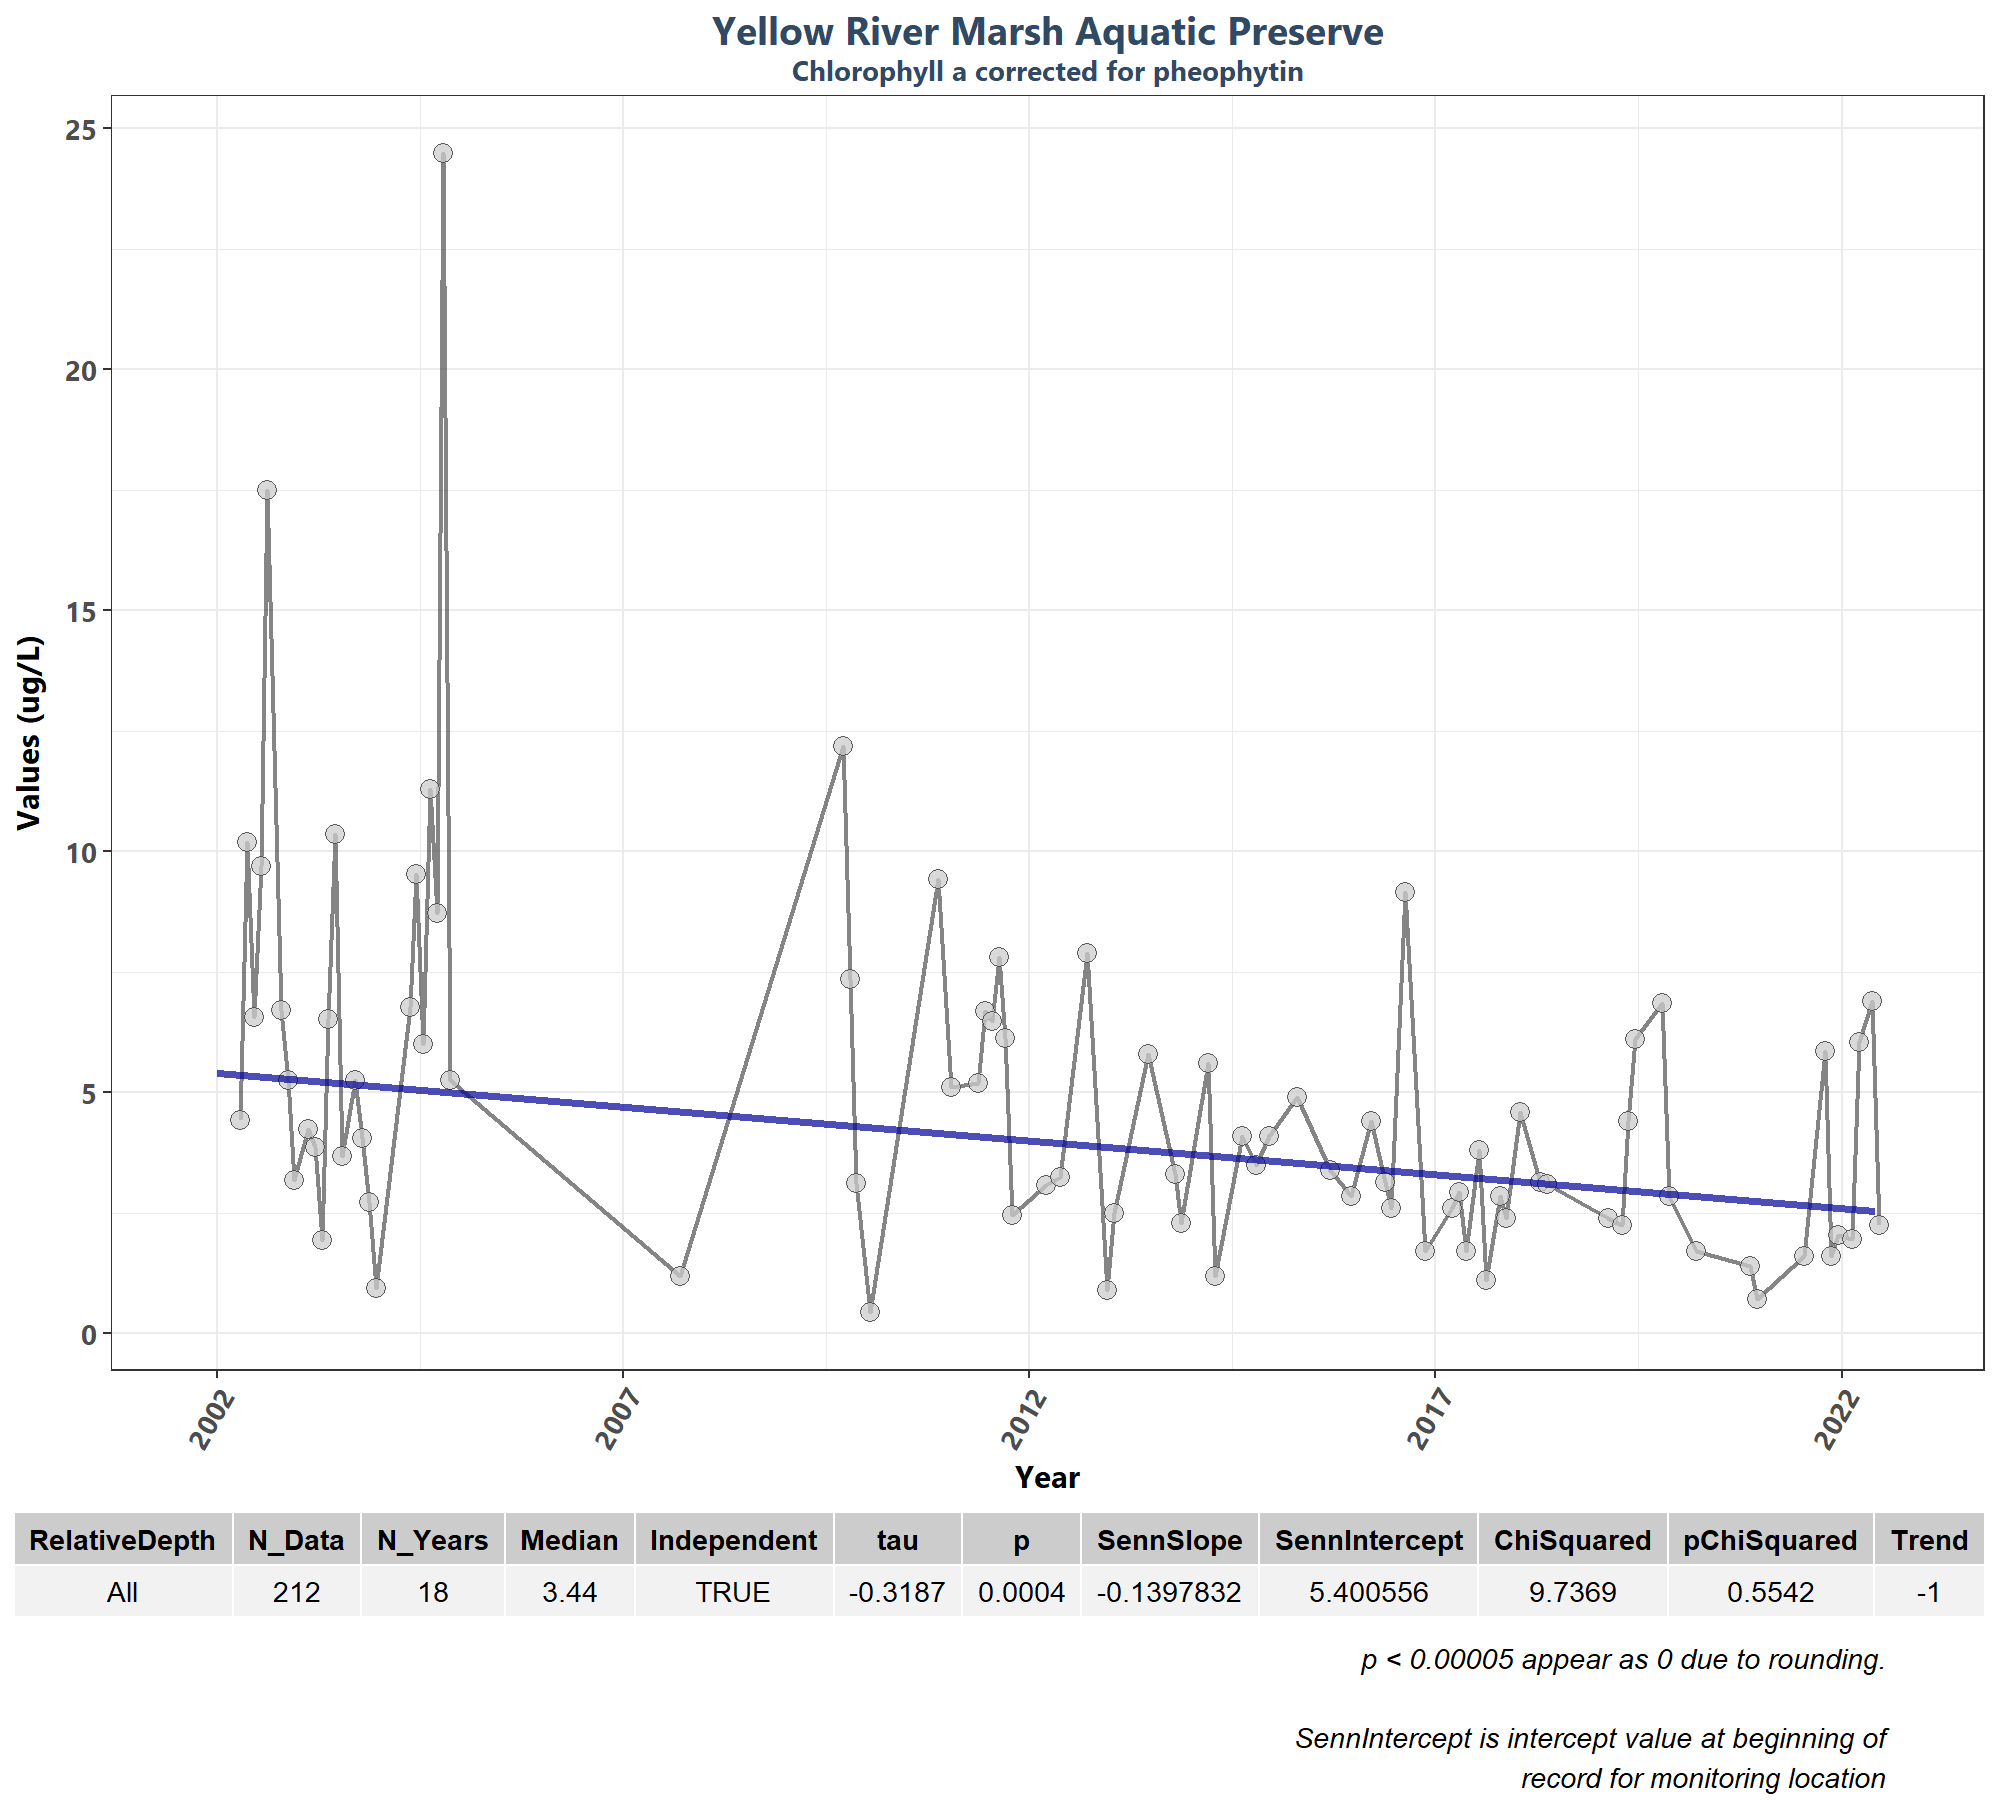 Yellow River Marsh Aquatic Preserve
Chlorophyll a corrected for pheophytin
Values (ug/L)
25
20
15
10
5
0
2002 2007 2012 2017 2022
Year
RelativeDepth N_Data N_Years Median Independent tau p SennSlope SennIntercept ChiSquared pChiSquared Trend
All 212 18 3.44 TRUE -0.3187 0.0004 -0.1397832 5.400556 9.7369 0.5542 -1
p < 0.00005 appear as 0 due to rounding.
SennIntercept is intercept value at beginning of
record for monitoring location